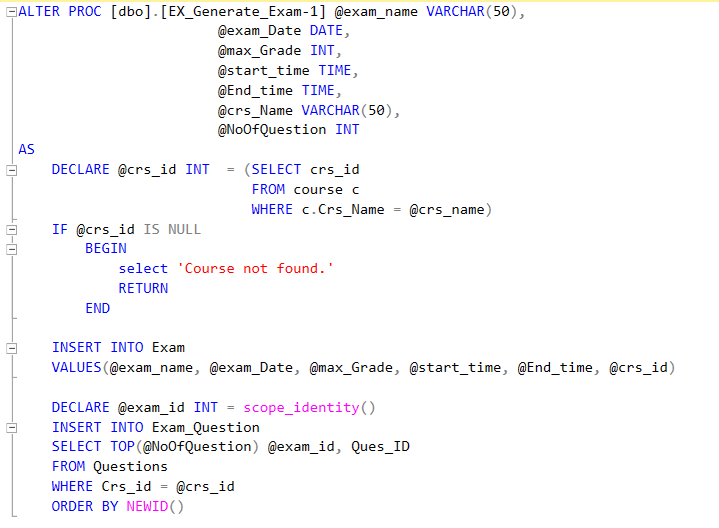 ALTER PROC [dbo].[EX_Generate_Exam-1] @exam_name VARCHAR(50),
@exam_Date DATE,
@max_Grade INT,
@start_time TIME,
@End_time TIME,
@crs_Name VARCHAR(50),
@NoOfQuestion INT
AS
DECLARE @crs_id INT  = (SELECT crs_id
FROM course c
WHERE c.Crs_Name = @crs_name)
IF @crs_id IS NULL
BEGIN
select 'Course not found.'
RETURN
END
INSERT INTO Exam
VALUES(@exam_name, @exam_Date, @max_Grade, @start_time, @End_time, @crs_id)
DECLARE @exam_id INT = scope_identity()
INSERT INTO Exam_Question
SELECT TOP(@NoOfQuestion) @exam_id, Ques_ID
FROM Questions
WHERE Crs_id = @crs_id
ORDER BY NEWID()